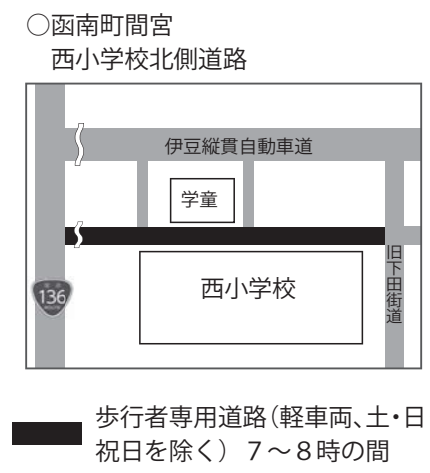 ○函南町間宮
西小学校北側道路
伊豆縦貫自動車道
学童
西小学校
旧下田街道
136
歩行者専用道路(軽車両、土・日
祝日を除く) 7～8時の間